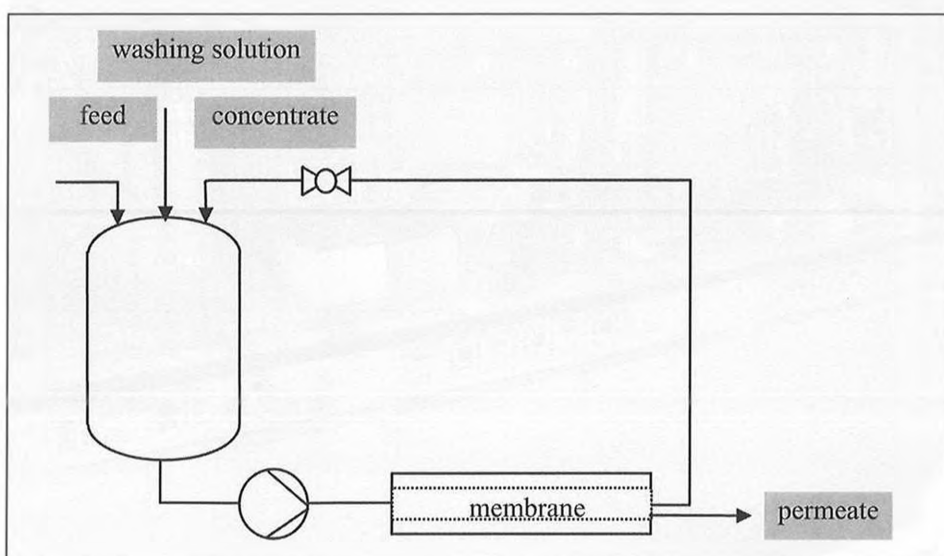 washing solution
feed
concentrate
membrane
permeate